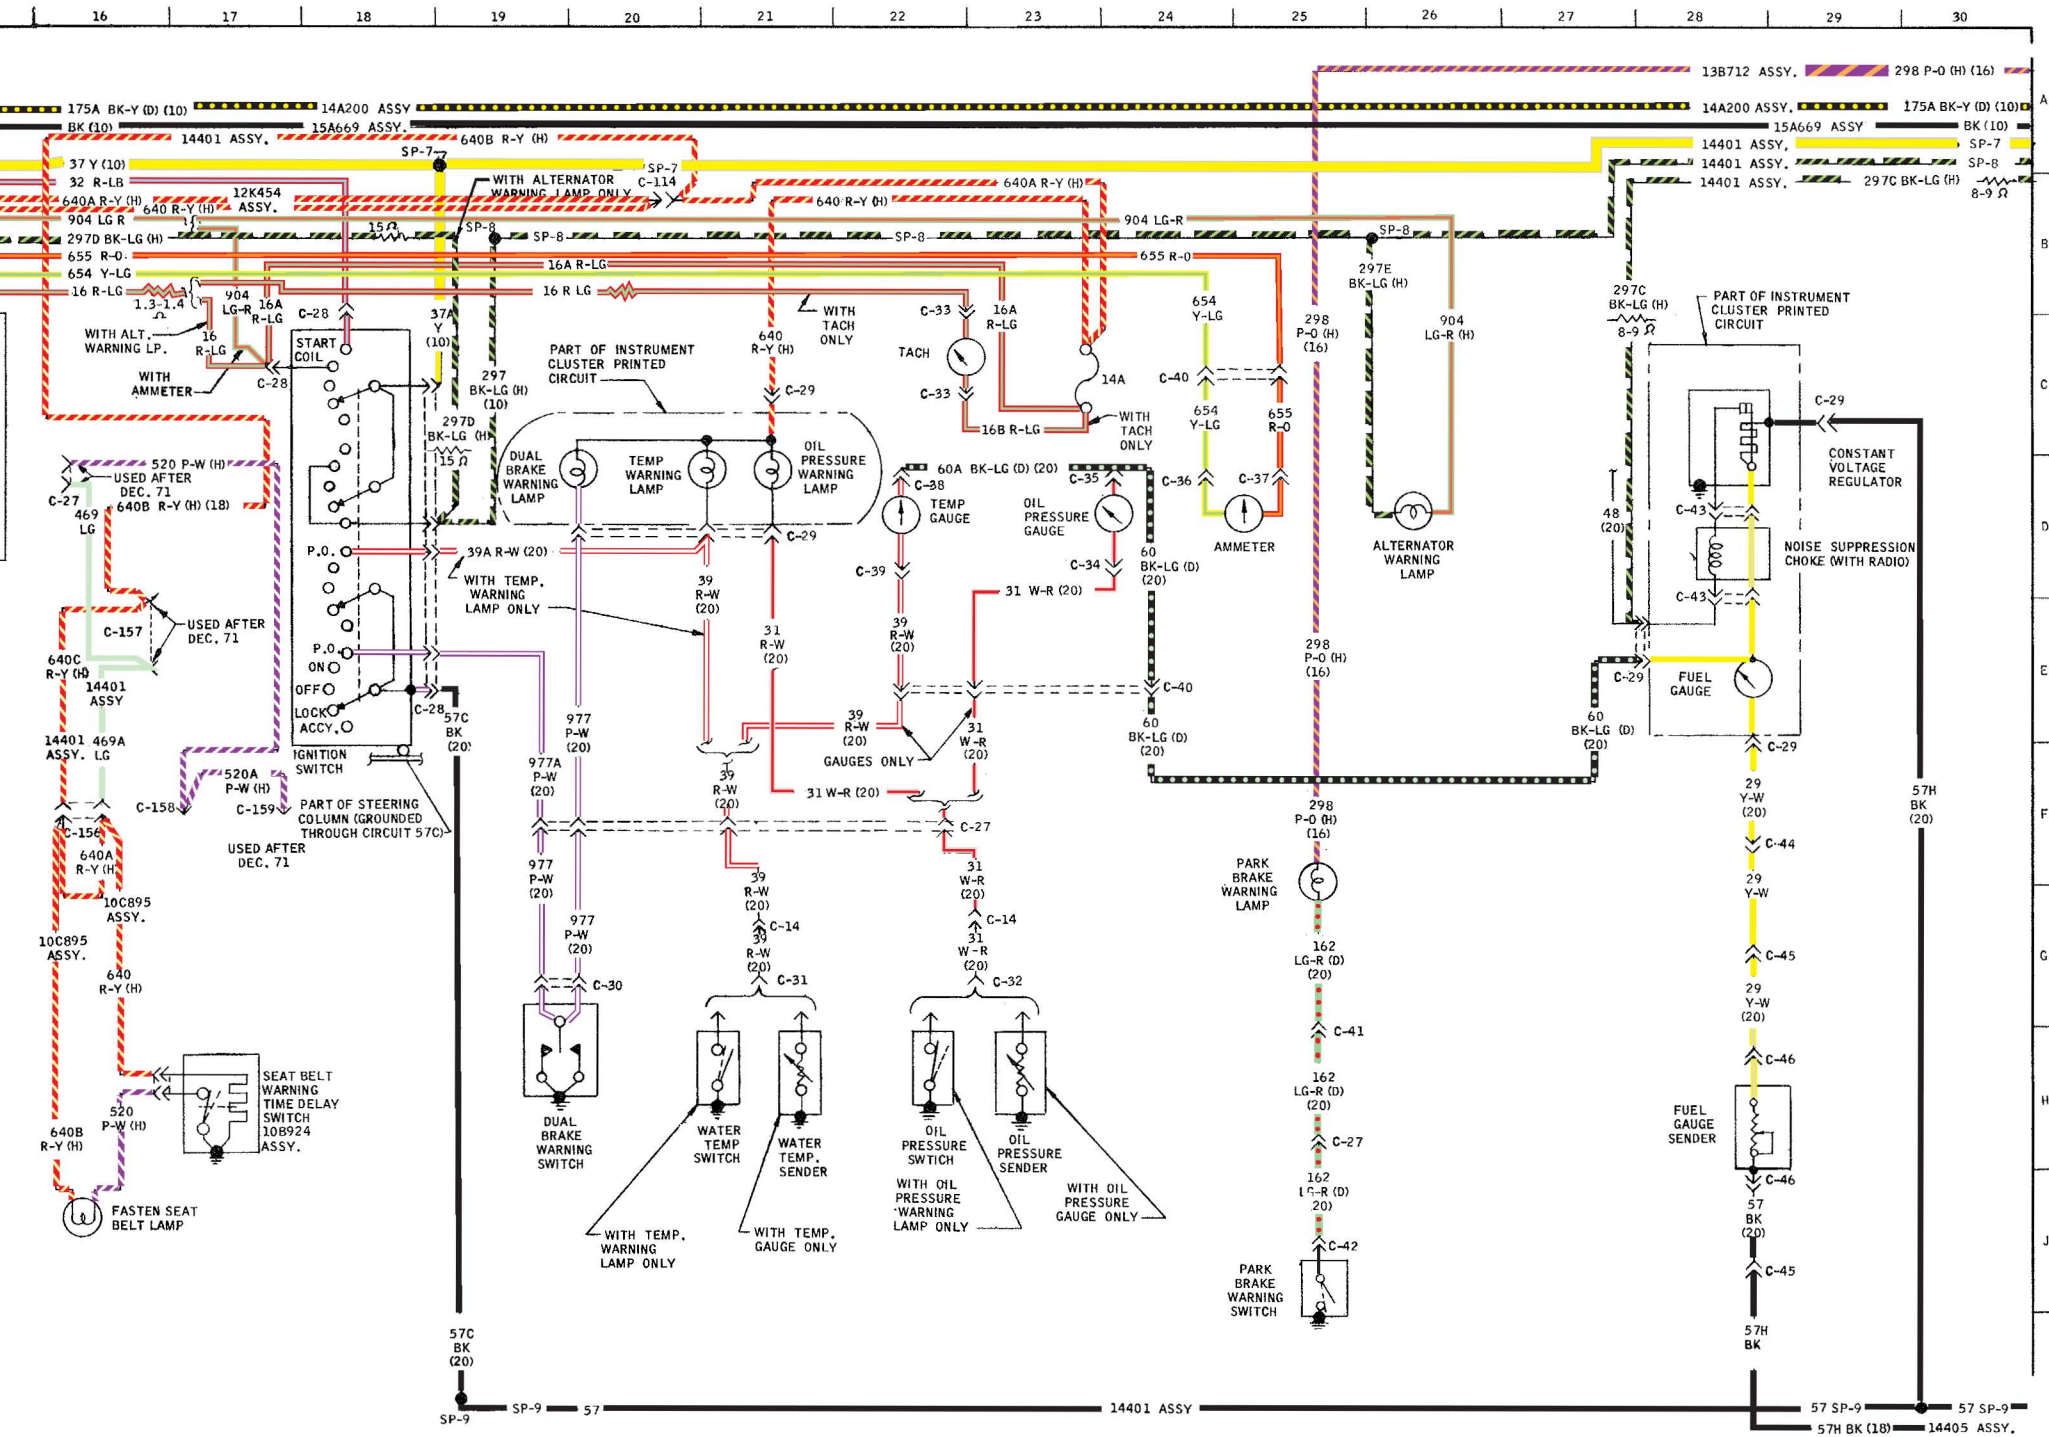 16 17 18 19 20 21 22 23 24 25 26 27 28 29 30
13B712 ASSY. 298 P-O (H) (16)
A
175A BK-Y (D) (10) 14A200 ASSY 14A200 ASSY. 175A BK-Y (D) (10)
BK (10) 15A669 ASSY. 15A669 ASSY BK (10)
14401 ASSY. 640B R-Y (H) 14401 ASSY. SP-7
SP-7
37 Y (10) SP-7 14401 ASSY. SP-8
32 R-LB WITH ALTERNATOR C-114 640A R-Y (H) 14401 ASSY. 297C BK-LG (H)
WARNING LAMP ONLY
8-9 Ω
12K454
ASSY.
640A R-Y (H) 640 R-Y (H) 640 R-Y (H)
904 LG R 15Ω SP-8 904 LG-R
297D BK-LG (H) SP-8 SP-8 SP-8
B
655 R-O 655 R-O
16A R-LG
654 Y-LG
16 R-LG 16 R LG
1.3-1.4
Ω
904
LG-R
16A
R-LG
C-28
WITH ALT.
WARNING LP.
16
R-LG
WITH
AMMETER
C-28
START
COIL
37A
Y
(10)
297
BK-LG (H)
(10)
297D
BK-LG (H)
15 Ω
PART OF INSTRUMENT
CLUSTER PRINTED
CIRCUIT
640
R-Y (H)
C-29
WITH
TACH
ONLY
C-33
TACH
C-33
16A
R-LG
14A
WITH
TACH
ONLY
16B R-LG
654
Y-LG
C-40
654
Y-LG
655
R-O
298
P-O (H)
(16)
297E
BK-LG (H)
904
LG-R (H)
297C
BK-LG (H)
8-9 Ω
PART OF INSTRUMENT
CLUSTER PRINTED
CIRCUIT
C
C-29
CONSTANT
VOLTAGE
REGULATOR
520 P-W (H)
USED AFTER
DEC. 71
C-27
640B R-Y (H) (18)
469
LG
DUAL
BRAKE
WARNING
LAMP
TEMP
WARNING
LAMP
OIL
PRESSURE
WARNING
LAMP
60A BK-LG (D) (20)
C-38
TEMP
GAUGE
C-35
OIL
PRESSURE
GAUGE
C-36
C-37
AMMETER
ALTERNATOR
WARNING
LAMP
48
(20)
C-43
D
NOISE SUPPRESSION
CHOKE (WITH RADIO)
C-43
P.O.
39A R-W (20)
C-29
WITH TEMP.
WARNING
LAMP ONLY
39
R-W
(20)
31
R-W
(20)
C-39
39
R-W
(20)
C-34
31 W-R (20)
60
BK-LG (D)
(20)
C-157
USED AFTER
DEC. 71
640C
R-Y (H)
14401
ASSY
P.O.
ON
OFF
LOCK
ACCY.
IGNITION
SWITCH
C-28
57C
BK
(20)
298
P-O (H)
(16)
C-29
FUEL
GAUGE
E
C-40
60
BK-LG (D)
(20)
60
BK-LG (D)
(20)
C-29
14401
ASSY.
469A
LG
977A
P-W
(20)
977
P-W
(20)
39
R-W
(20)
GAUGES ONLY
31
W-R
(20)
520A
P-W (H)
C-158
C-159
PART OF STEERING
COLUMN (GROUNDED
THROUGH CIRCUIT 57C)
USED AFTER
DEC. 71
39
R-W
(20)
31 W-R (20)
C-27
298
P-O (H)
(16)
29
Y-W
(20)
57H
BK
(20)
F
C-156
640A
R-Y (H)
10C895
ASSY.
977
P-W
(20)
977
P-W
(20)
39
R-W
(20)
C-14
39
R-W
(20)
C-31
31
W-R
(20)
C-14
31
W-R
(20)
C-32
PARK
BRAKE
WARNING
LAMP
C-44
29
Y-W
10C895
ASSY.
640
R-Y (H)
C-30
162
LG-R (D)
(20)
C-45
G
29
Y-W
(20)
C-41
C-46
SEAT BELT
WARNING
TIME DELAY
SWITCH
10B924
ASSY.
520
P-W (H)
640B
R-Y (H)
DUAL
BRAKE
WARNING
SWITCH
WATER
TEMP
SWITCH
WATER
TEMP.
SENDER
OIL
PRESSURE
SWTICH
OIL
PRESSURE
SENDER
162
LG-R (D)
(20)
C-27
FUEL
GAUGE
SENDER
H
FASTEN SEAT
BELT LAMP
WITH TEMP.
WARNING
LAMP ONLY
WITH TEMP.
GAUGE ONLY
WITH OIL
PRESSURE
WARNING
LAMP ONLY
WITH OIL
PRESSURE
GAUGE ONLY
162
LG-R (D)
20)
C-42
C-46
57
BK
(20)
J
C-45
PARK
BRAKE
WARNING
SWITCH
57C
BK
(20)
57H
BK
SP-9 SP-9 57 14401 ASSY 57 SP-9 57 SP-9
57H BK (18) 14405 ASSY.